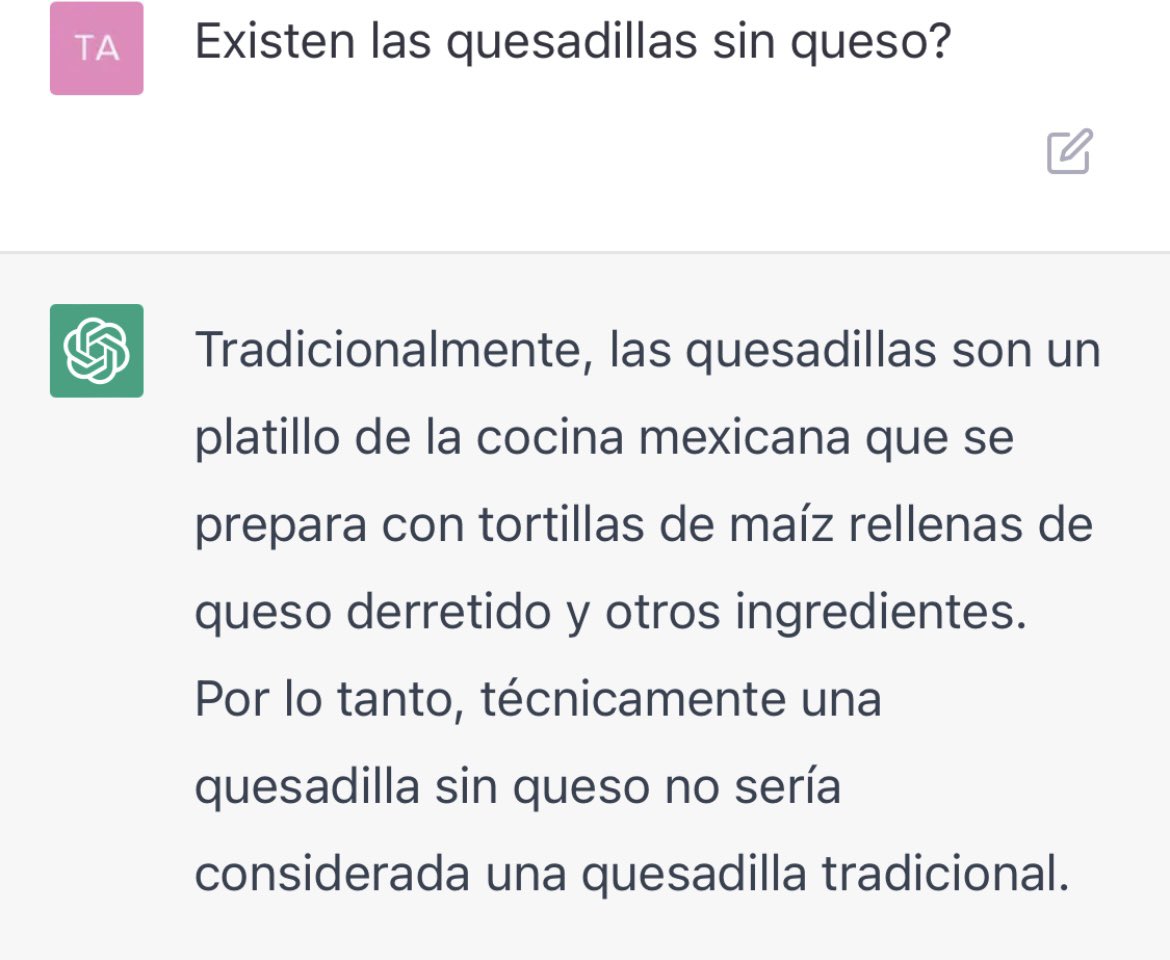 TA
Existen las quesadillas sin queso?
Tradicionalmente, las quesadillas son un
platillo de la cocina mexicana que se
prepara con tortillas de maíz rellenas de
queso derretido y otros ingredientes.
Por lo tanto, técnicamente una
quesadilla sin queso no sería
considerada una quesadilla tradicional.